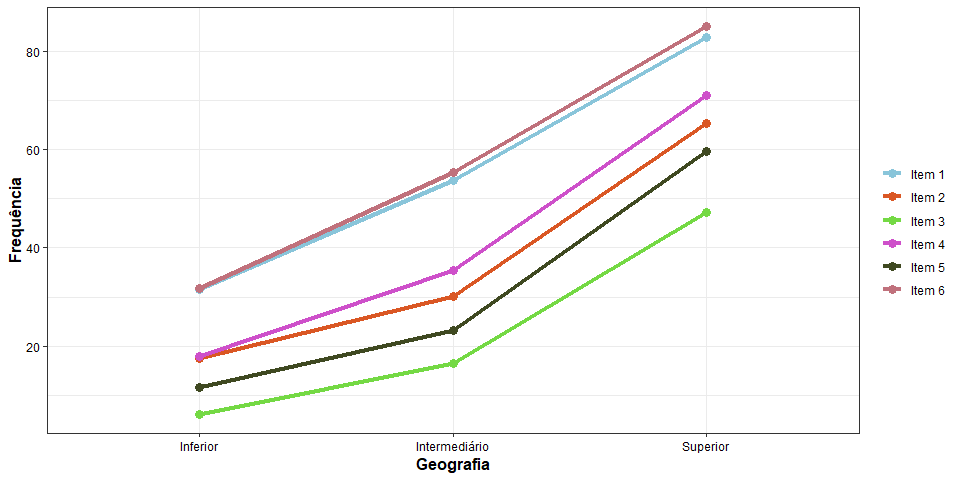 80
60
40
20
Frequência
Inferior
Intermediário
Superior
Geografia
Item 1
Item 2
Item 3
Item 4
Item 5
Item 6